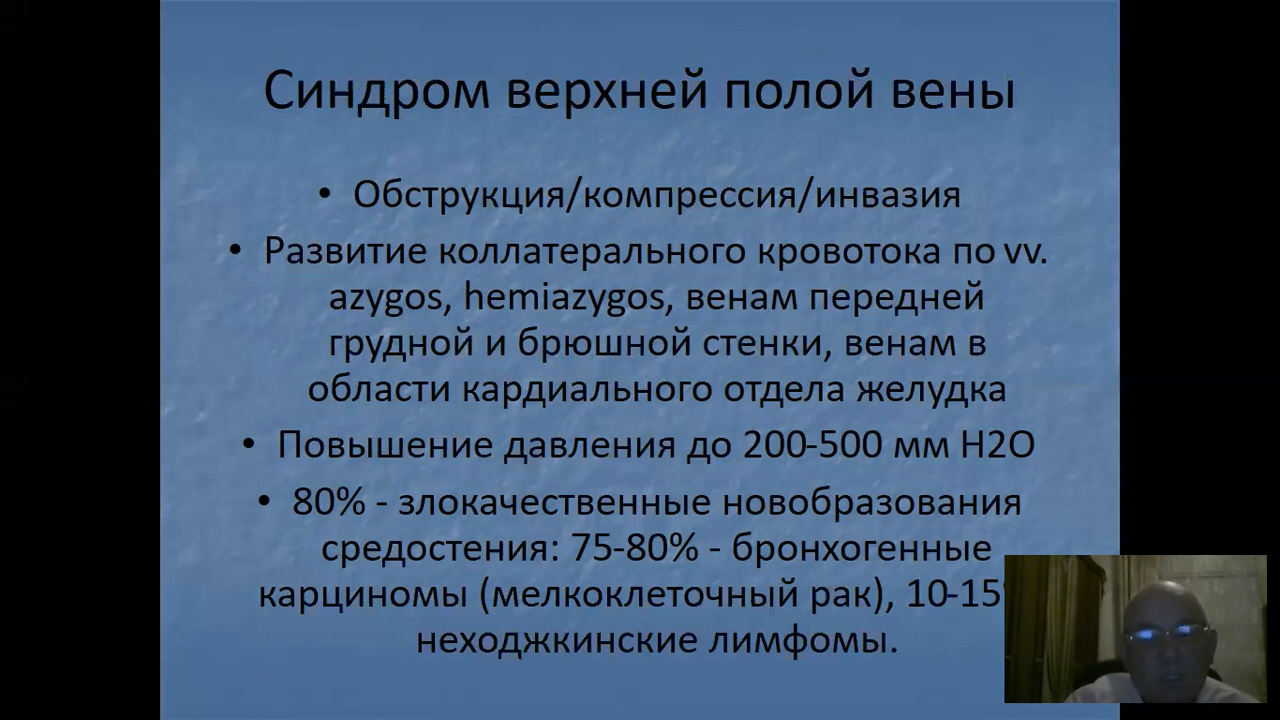 Синдром верхней полой вены
• Обструкция/компрессия/инвазия
• Развитие коллатерального кровотока по vv.
azygos, hemiazygos, венам передней
грудной и брюшной стенки, венам в
области кардиального отдела желудка
• Повышение давления до 200-500 мм H2O
• 80% - злокачественные новобразования
средостения: 75-80% - бронхогенные
карциномы (мелкоклеточный рак), 10-15
неходжкинские лимфомы.